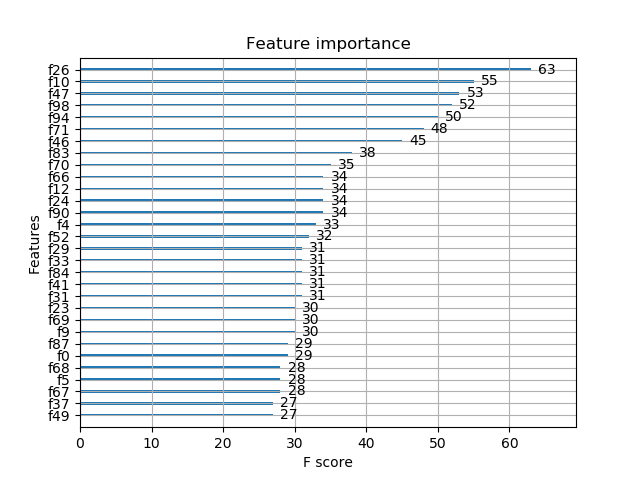 Feature importance
Features
f26 63
f10 55
f47 53
f98 52
f94 50
f71 48
f46 45
f83 38
f70 35
f66 34
f12 34
f24 34
f90 34
f4 33
f52 32
f29 31
f33 31
f84 31
f41 31
f31 31
f23 30
f69 30
f9 30
f87 29
f0 29
f68 28
f5 28
f67 28
f37 27
f49 27
0 10 20 30 40 50 60
F score